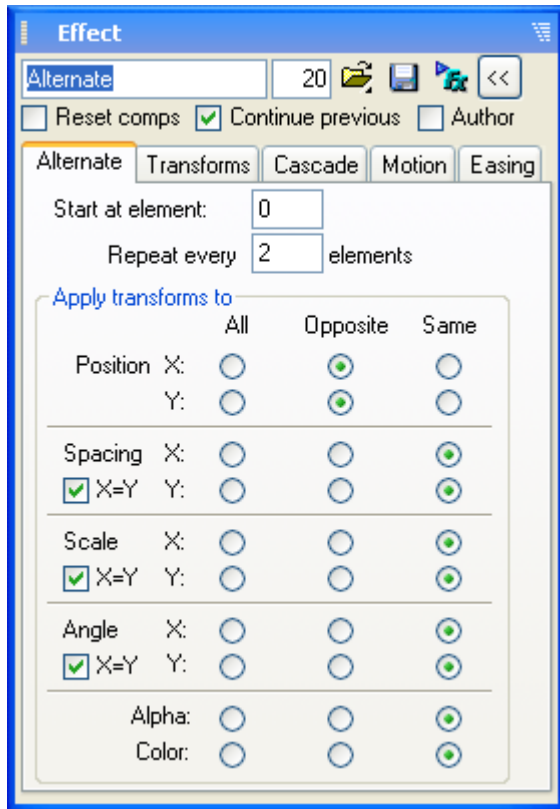 Effect
Alternate 20 Fx <<
Reset comps Continue previous Author
Alternate Transforms Cascade Motion Easing
Start at element: 0
Repeat every 2 elements
Apply transforms to
All Opposite Same
Position X:
Y:
Spacing X:
X=Y Y:
Scale X:
X=Y Y:
Angle X:
X=Y Y:
Alpha:
Color: